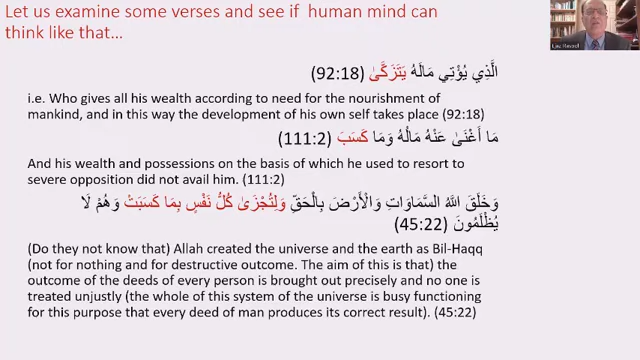 Let us examine some verses and see if human mind can
think like that...
الَّذِي يُؤْتِي مَالَهُ يَتَزَكَّىٰ (92:18)
i.e. Who gives all his wealth according to need for the nourishment of
mankind, and in this way the development of his own self takes place (92:18)
مَا أَغْنَىٰ عَنْهُ مَالُهُ وَمَا كَسَبَ (111:2)
And his wealth and possessions on the basis of which he used to resort to
severe opposition did not avail him. (111:2)
وَخَلَقَ اللَّهُ السَّمَاوَاتِ وَالْأَرْضَ بِالْحَقِّ وَلِتُجْزَىٰ كُلُّ نَفْسٍ بِمَا كَسَبَتْ وَهُمْ لَا
يُظْلَمُونَ (45:22)
(Do they not know that) Allah created the universe and the earth as Bil-Haqq
(not for nothing and for destructive outcome. The aim of this is that) the
outcome of the deeds of every person is brought out precisely and no one is
treated unjustly (the whole of this system of the universe is busy functioning
for this purpose that every deed of man produces its correct result). (45:22)